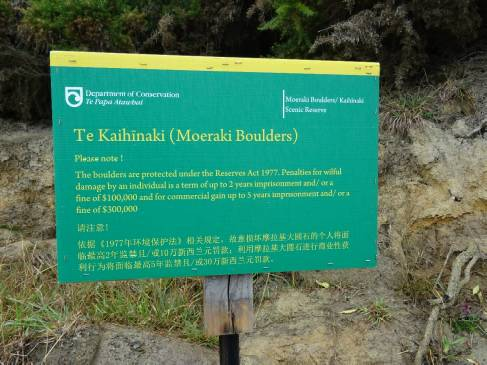 Department of Conservation
Te Papa Atawhai
Moeraki Boulders/ Kaihinaki
Scenic Reserve
Te Kaihīnaki (Moeraki Boulders)
Please note !
The boulders are protected under the Reserves Act 1977. Penalties for wilful
damage by an individual is a term of up to 2 years imprisonment and/ or a
fine of $100,000 and for commercial gain up to 5 years imprisonment and/ or a
fine of $300,000
请注意!
依据《1977年环境保护法》相关规定，故意损坏摩拉基大圆石的个人将面
临最高2年监禁且/或10万新西兰元罚款；利用摩拉基大圆石进行商业性获
利行为将面临最高5年监禁且/或30万新西兰元罚款。